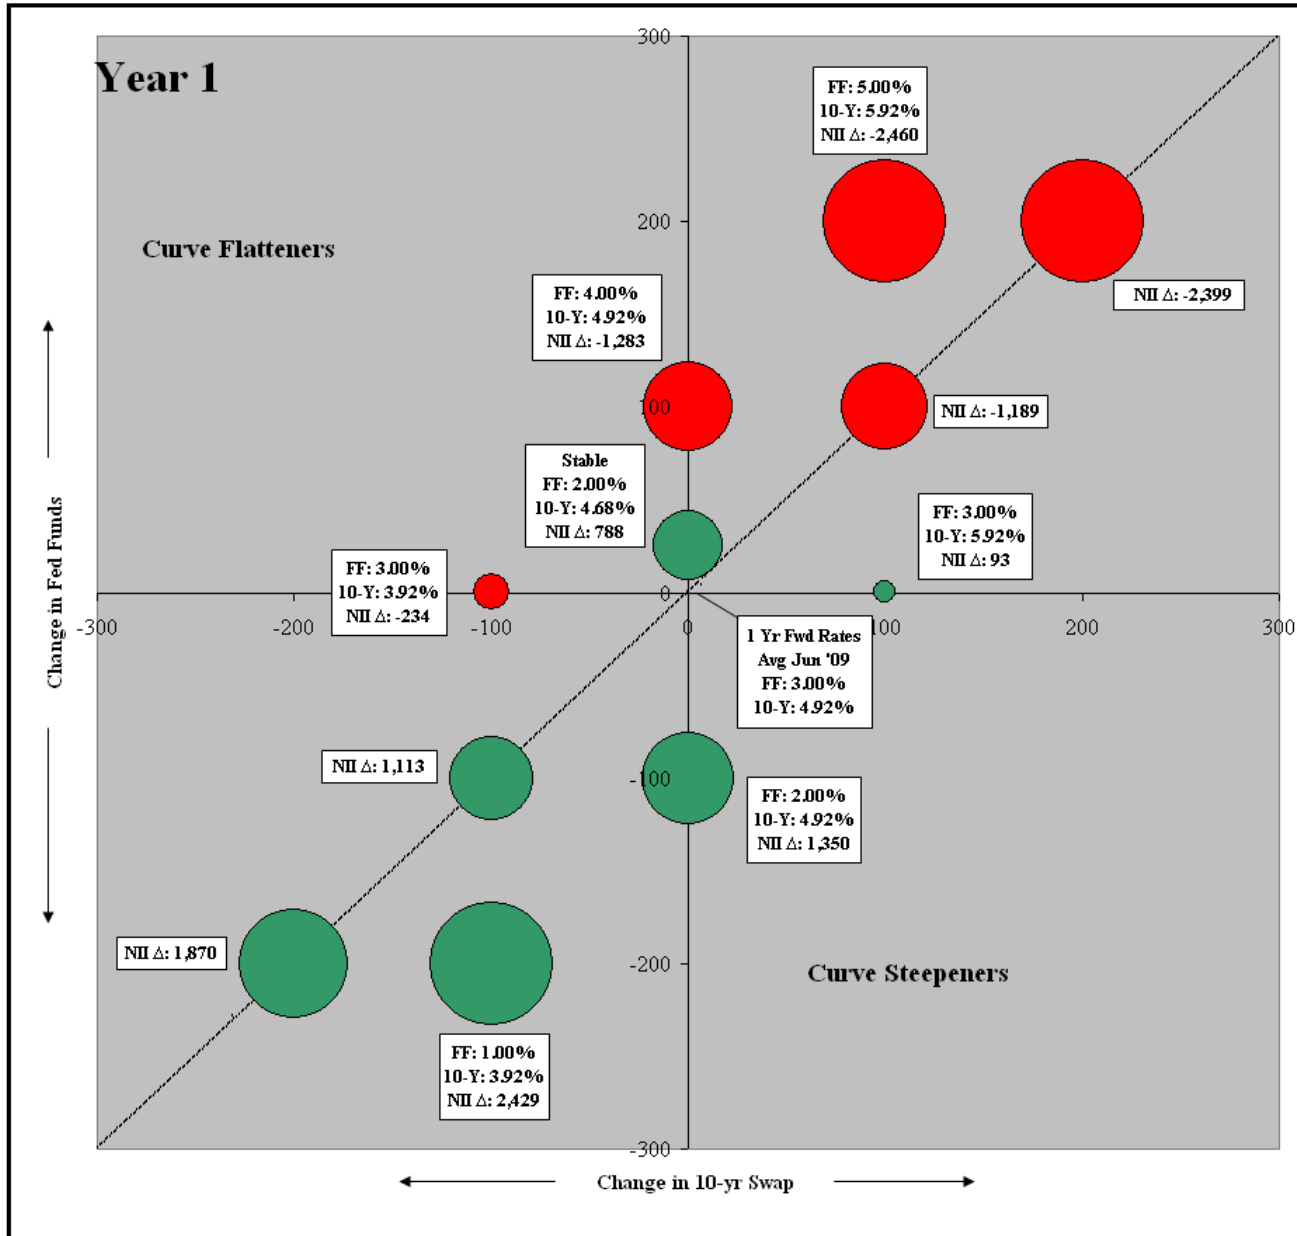 Year 1
300
FF: 5.00%
10-Y: 5.92%
NII Δ: -2,460
200
Curve Flatteners
NII Δ: -2,399
FF: 4.00%
10-Y: 4.92%
NII Δ: -1,283
100
NII Δ: -1,189
Stable
FF: 2.00%
10-Y: 4.68%
NII Δ: 788
FF: 3.00%
10-Y: 5.92%
NII Δ: 93
FF: 3.00%
10-Y: 3.92%
NII Δ: -234
0
-300
-200
-100
0
100
200
300
1 Yr Fwd Rates
Avg Jun '09
FF: 3.00%
10-Y: 4.92%
Change in Fed Funds
NII Δ: 1,113
-100
FF: 2.00%
10-Y: 4.92%
NII Δ: 1,350
NII Δ: 1,870
-200
Curve Steepeners
FF: 1.00%
10-Y: 3.92%
NII Δ: 2,429
-300
Change in 10-yr Swap